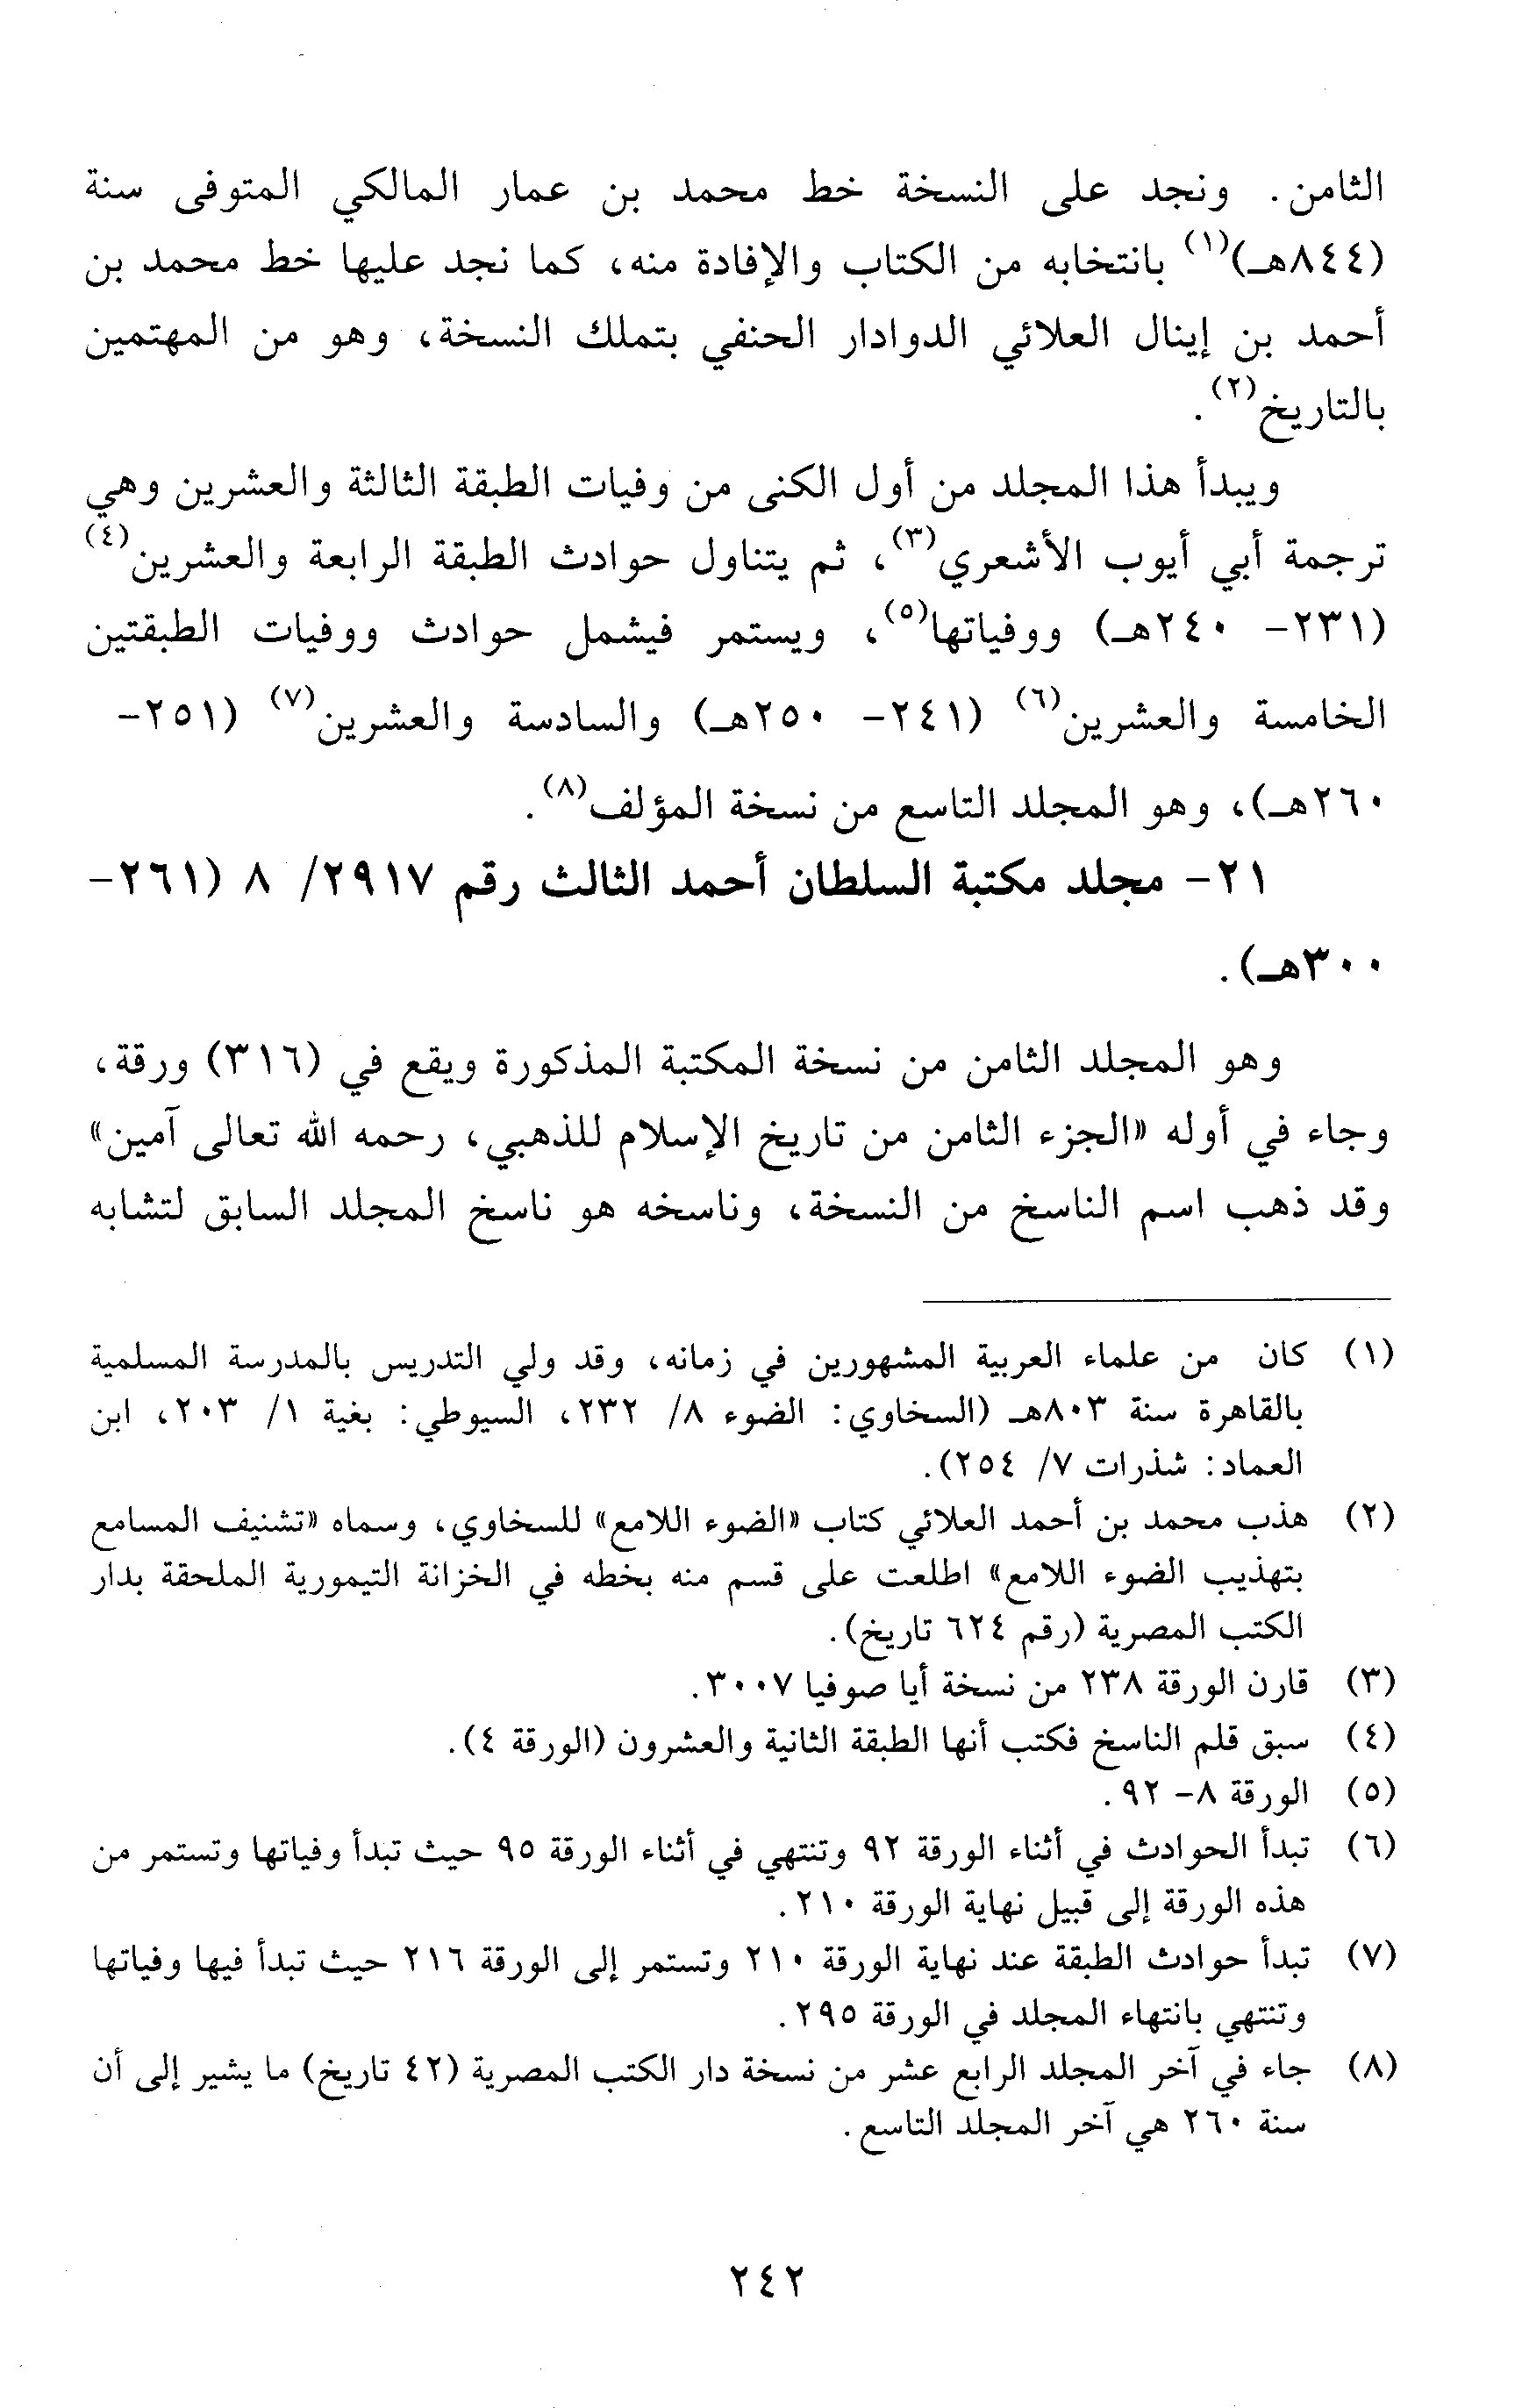 الثامن. ونجد على النسخة خط محمد بن عمار المالكي المتوفى سنة
(٨٤٤هـ)(١) بانتخابه من الكتاب والإفادة منه، كما نجد عليها خط محمد بن
أحمد بن إينال العلائي الدوادار الحنفي بتملك النسخة، وهو من المهتمين
بالتاريخ(٢).
ويبدأ هذا المجلد من أول الكنى من وفيات الطبقة الثالثة والعشرين وهي
ترجمة أبي أيوب الأشعري(٣)، ثم يتناول حوادث الطبقة الرابعة والعشرين(٤)
(٢٣١- ٢٤٠هـ) ووفياتها(٥)، ويستمر فيشمل حوادث ووفيات الطبقتين
الخامسة والعشرين(٦) (٢٤١- ٢٥٠هـ) والسادسة والعشرين(٧) (٢٥١-
٢٦٠هـ)، وهو المجلد التاسع من نسخة المؤلف(٨).
٢١- مجلد مكتبة السلطان أحمد الثالث رقم ٢٩١٧/ ٨ (٢٦١-
٣٠٠هـ).
وهو المجلد الثامن من نسخة المكتبة المذكورة ويقع في (٣١٦) ورقة،
وجاء في أوله «الجزء الثامن من تاريخ الإسلام للذهبي، رحمه الله تعالى آمين»
وقد ذهب اسم الناسخ من النسخة، وناسخه هو ناسخ المجلد السابق لتشابه
(١) كان من علماء العربية المشهورين في زمانه، وقد ولي التدريس بالمدرسة المسلمية
بالقاهرة سنة ٨٠٣هـ (السخاوي: الضوء ٨/ ٢٣٢، السيوطي: بغية ١/ ٢٠٣، ابن
العماد: شذرات ٧/ ٢٥٤).
(٢) هذب محمد بن أحمد العلائي كتاب «الضوء اللامع» للسخاوي، وسماه «تشنيف المسامع
بتهذيب الضوء اللامع» اطلعت على قسم منه بخطه في الخزانة التيمورية الملحقة بدار
الكتب المصرية (رقم ٦٢٤ تاريخ).
(٣) قارن الورقة ٢٣٨ من نسخة أيا صوفيا ٣٠٠٧.
(٤) سبق قلم الناسخ فكتب أنها الطبقة الثانية والعشرون (الورقة ٤).
(٥) الورقة ٨- ٩٢.
(٦) تبدأ الحوادث في أثناء الورقة ٩٢ وتنتهي في أثناء الورقة ٩٥ حيث تبدأ وفياتها وتستمر من
هذه الورقة إلى قبيل نهاية الورقة ٢١٠.
(٧) تبدأ حوادث الطبقة عند نهاية الورقة ٢١٠ وتستمر إلى الورقة ٢١٦ حيث تبدأ فيها وفياتها
وتنتهي بانتهاء المجلد في الورقة ٢٩٥.
(٨) جاء في آخر المجلد الرابع عشر من نسخة دار الكتب المصرية (٤٢ تاريخ) ما يشير إلى أن
سنة ٢٦٠ هي آخر المجلد التاسع.
٢٤٢